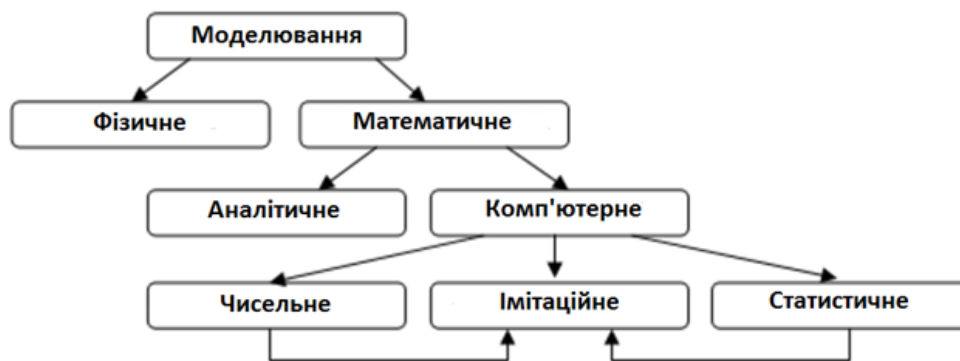 Моделювання
Фізичне
Математичне
Аналітичне
Комп'ютерне
Чисельне
Імітаційне
Статистичне